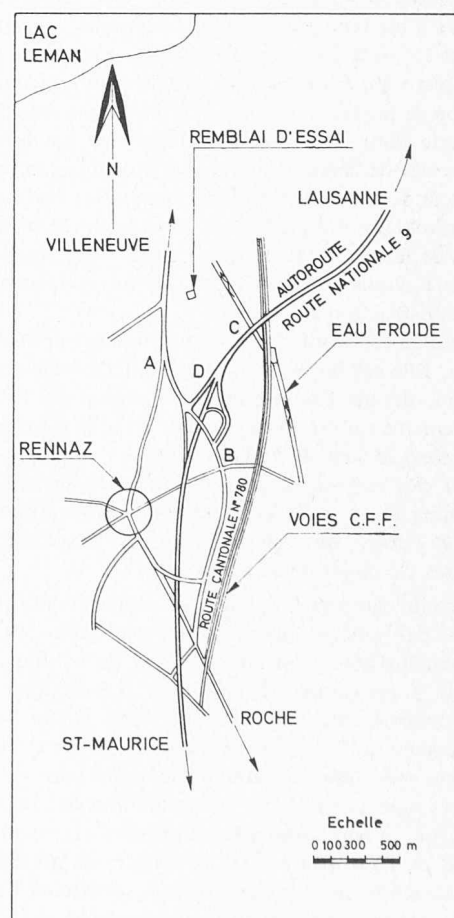 LAC
LEMAN
N
REMBLAI D'ESSAI
LAUSANNE
VILLENEUVE
AUTOROUTE
ROUTE NATIONALE 9
C
EAU FROIDE
A
D
RENNAZ
B
ROUTE CANTONALE N° 780
VOIES C.F.F.
ROCHE
ST-MAURICE
Echelle
0 100 300 500 m